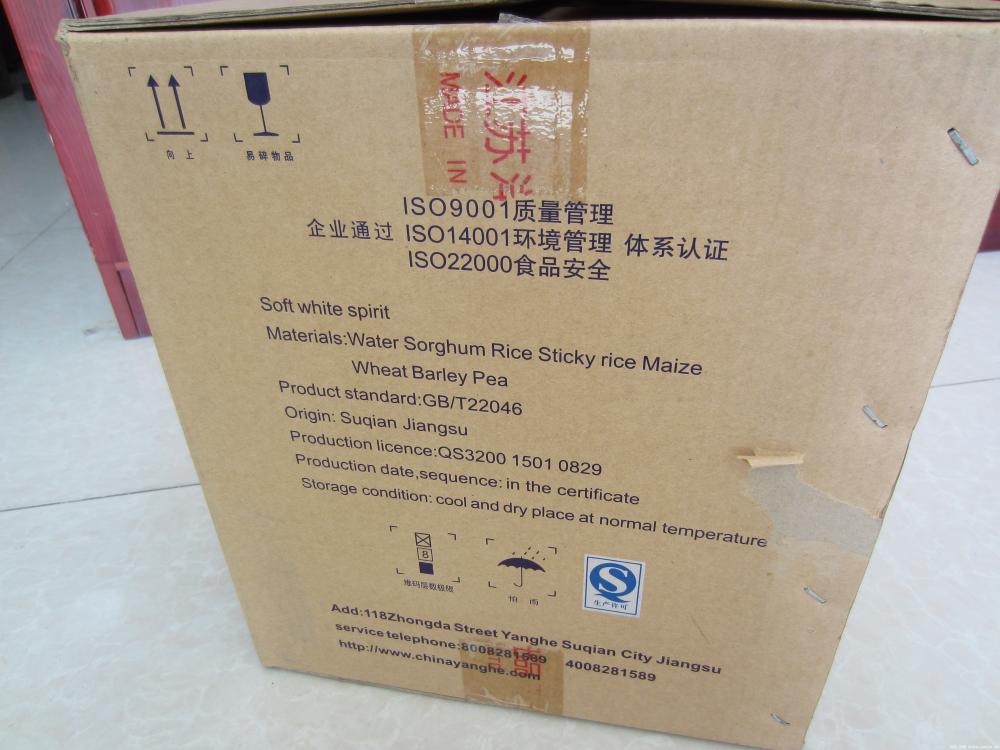 MADE IN
江苏洋
向上
易碎物品
ISO9001质量管理
企业通过 ISO14001环境管理 体系认证
ISO22000食品安全
Soft white spirit
Materials:Water Sorghum Rice Sticky rice Maize
Wheat Barley Pea
Product standard:GB/T22046
Origin: Suqian Jiangsu
Production licence:QS3200 1501 0829
Production date,sequence: in the certificate
Storage condition: cool and dry place at normal temperature
8
堆码层数极限
怕雨
生产许可
Add:118Zhongda Street Yanghe Suqian City Jiangsu
service telephone:8008281589 4008281589
http://www.chinayanghe.com